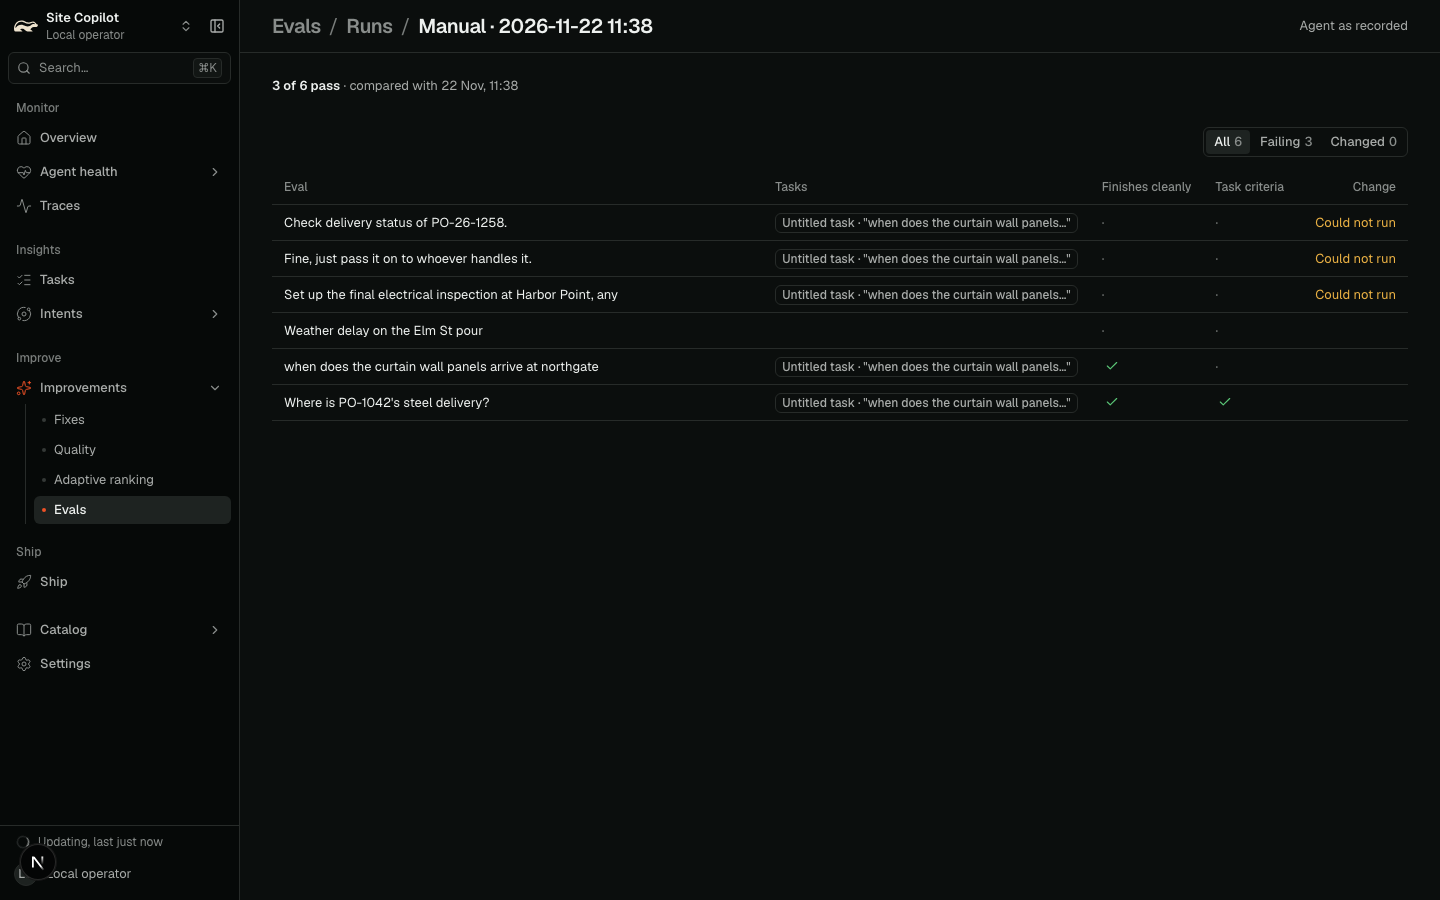 Site Copilot
Local operator
Search...
⌘K
Monitor
Overview
Agent health
Traces
Insights
Tasks
Intents
Improve
Improvements
Fixes
Quality
Adaptive ranking
Evals
Ship
Ship
Catalog
Settings
Updating, last just now
N
Local operator
Evals / Runs / Manual · 2026-11-22 11:38
Agent as recorded
3 of 6 pass · compared with 22 Nov, 11:38
All 6 Failing 3 Changed 0
Eval Tasks Finishes cleanly Task criteria Change
Check delivery status of PO-26-1258. Untitled task · "when does the curtain wall panels…" · · Could not run
Fine, just pass it on to whoever handles it. Untitled task · "when does the curtain wall panels…" · · Could not run
Set up the final electrical inspection at Harbor Point, any Untitled task · "when does the curtain wall panels…" · · Could not run
Weather delay on the Elm St pour · ·
when does the curtain wall panels arrive at northgate Untitled task · "when does the curtain wall panels…" ✓ ·
Where is PO-1042's steel delivery? Untitled task · "when does the curtain wall panels…" ✓ ✓